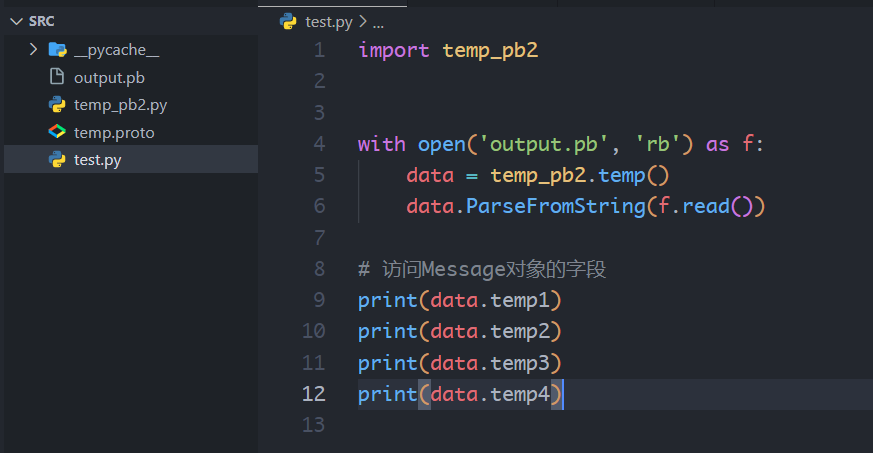 SRC
__pycache__
output.pb
temp_pb2.py
temp.proto
test.py
test.py > ...
1 import temp_pb2
2
3
4 with open('output.pb', 'rb') as f:
5     data = temp_pb2.temp()
6     data.ParseFromString(f.read())
7
8 # 访问Message对象的字段
9 print(data.temp1)
10 print(data.temp2)
11 print(data.temp3)
12 print(data.temp4)
13